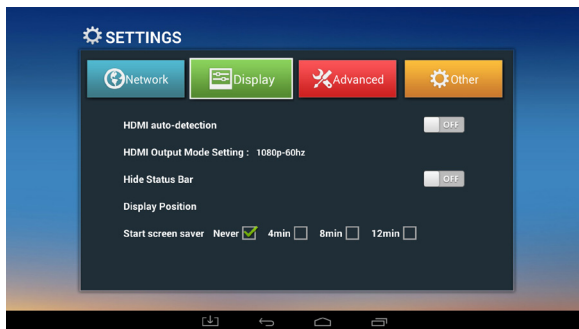 SETTINGS
Network Display Advanced Other
HDMI auto-detection OFF
HDMI Output Mode Setting : 1080p-60hz
Hide Status Bar OFF
Display Position
Start screen saver Never 4min 8min 12min